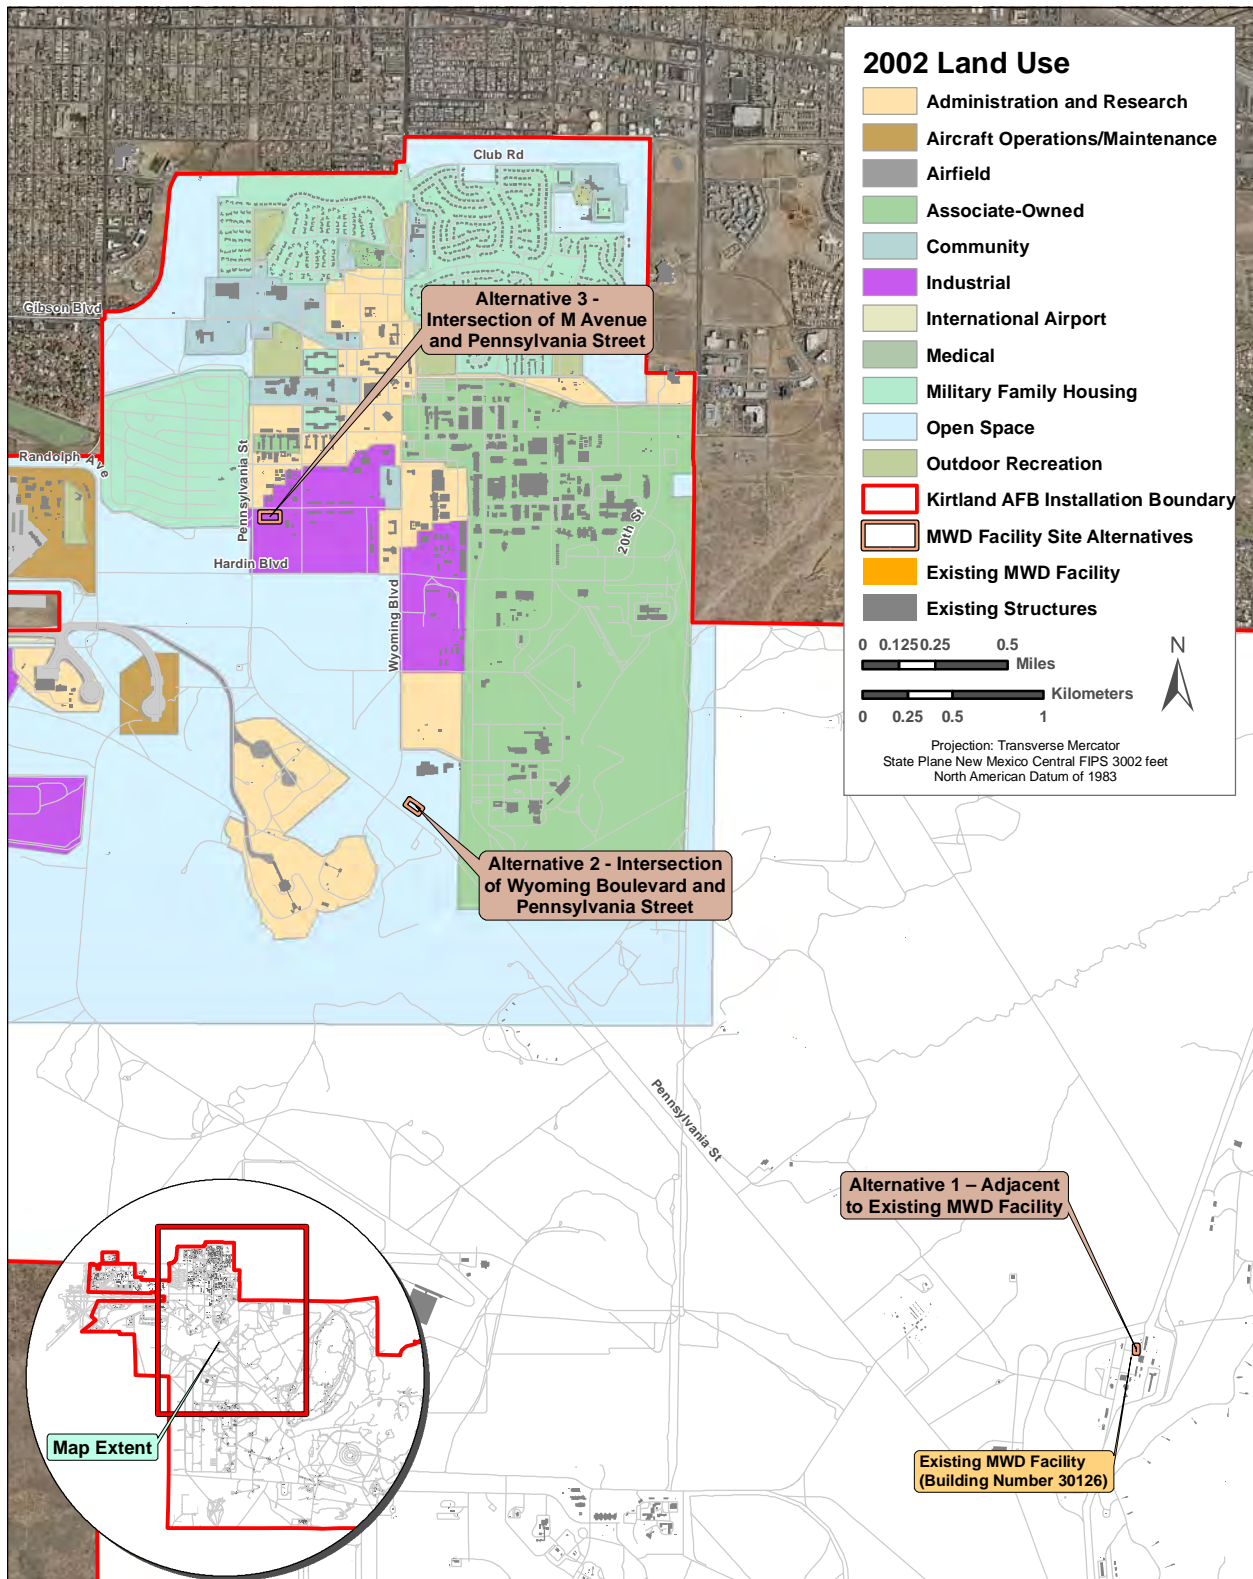 2002 Land Use
Administration and Research
Aircraft Operations/Maintenance
Airfield
Associate-Owned
Community
Industrial
International Airport
Medical
Military Family Housing
Open Space
Outdoor Recreation
Kirtland AFB Installation Boundary
MWD Facility Site Alternatives
Existing MWD Facility
Existing Structures
0 0.125 0.25 0.5
Miles
Kilometers
0 0.25 0.5 1
N
Projection: Transverse Mercator
State Plane New Mexico Central FIPS 3002 feet
North American Datum of 1983
Club Rd
Gibson Blvd
Alternative 3 -
Intersection of M Avenue
and Pennsylvania Street
Randolph Ave
Pennsylvania St
20th St
Hardin Blvd
Wyoming Blvd
Alternative 2 - Intersection
of Wyoming Boulevard and
Pennsylvania Street
Pennsylvania St
Alternative 1 – Adjacent
to Existing MWD Facility
Map Extent
Existing MWD Facility
(Building Number 30126)